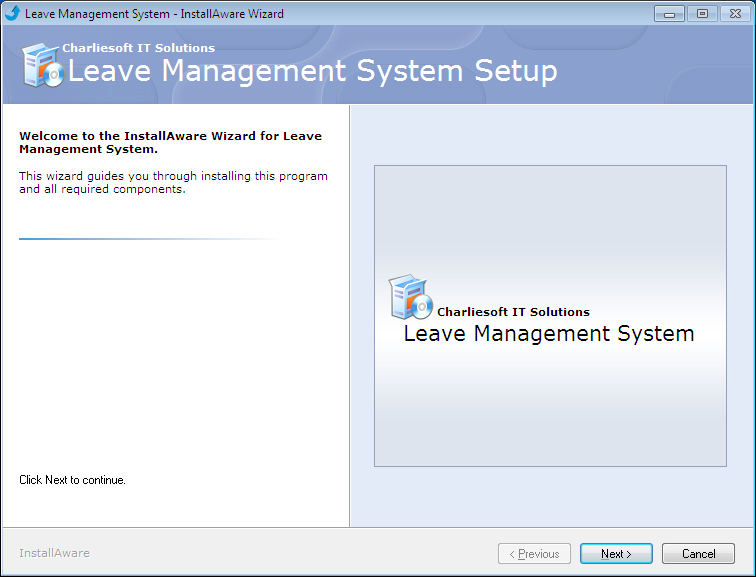 Leave Management System - InstallAware Wizard
Charliesoft IT Solutions
Leave Management System Setup
Welcome to the InstallAware Wizard for Leave
Management System.
This wizard guides you through installing this program
and all required components.
Charliesoft IT Solutions
Leave Management System
Click Next to continue.
InstallAware
< Previous
Next >
Cancel